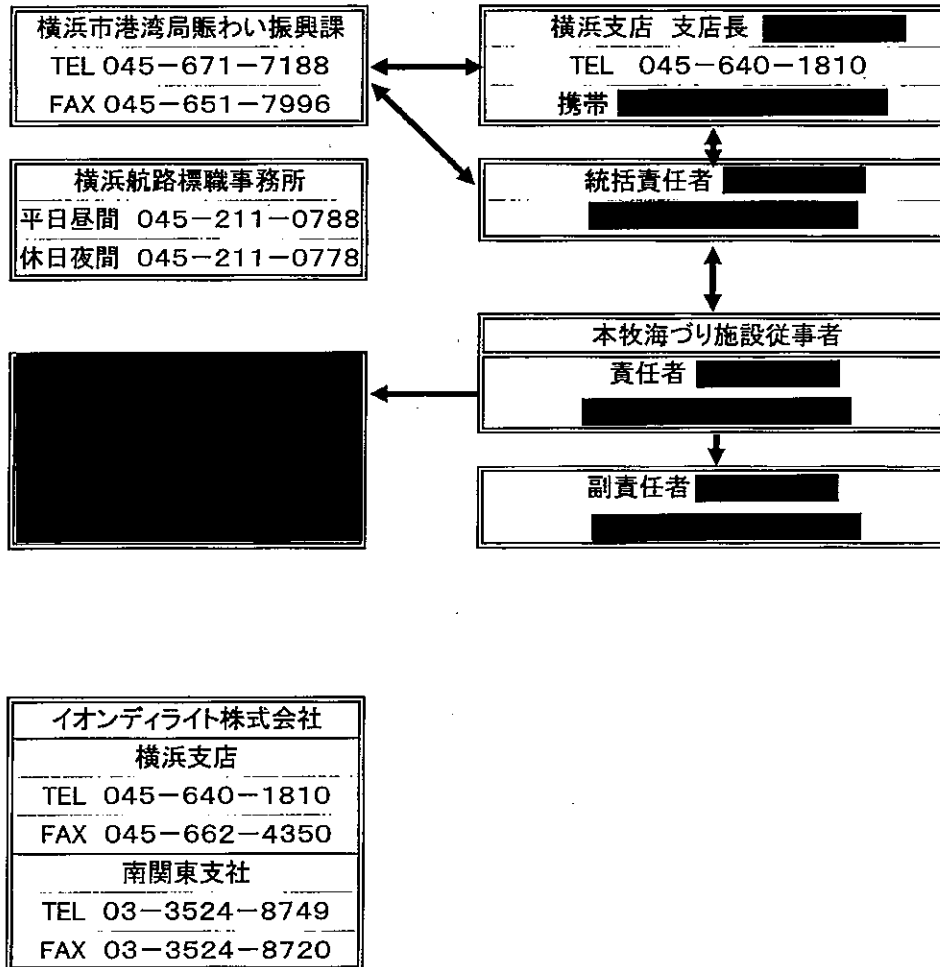 横浜市港湾局賑わい振興課
TEL 045－671－7188
FAX 045－651－7996
横浜支店 支店長
TEL 045－640－1810
携帯
横浜航路標職事務所
平日昼間 045－211－0788
休日夜間 045－211－0778
統括責任者
本牧海づり施設従事者
責任者
副責任者
イオンディライト株式会社
横浜支店
TEL 045－640－1810
FAX 045－662－4350
南関東支社
TEL 03－3524－8749
FAX 03－3524－8720